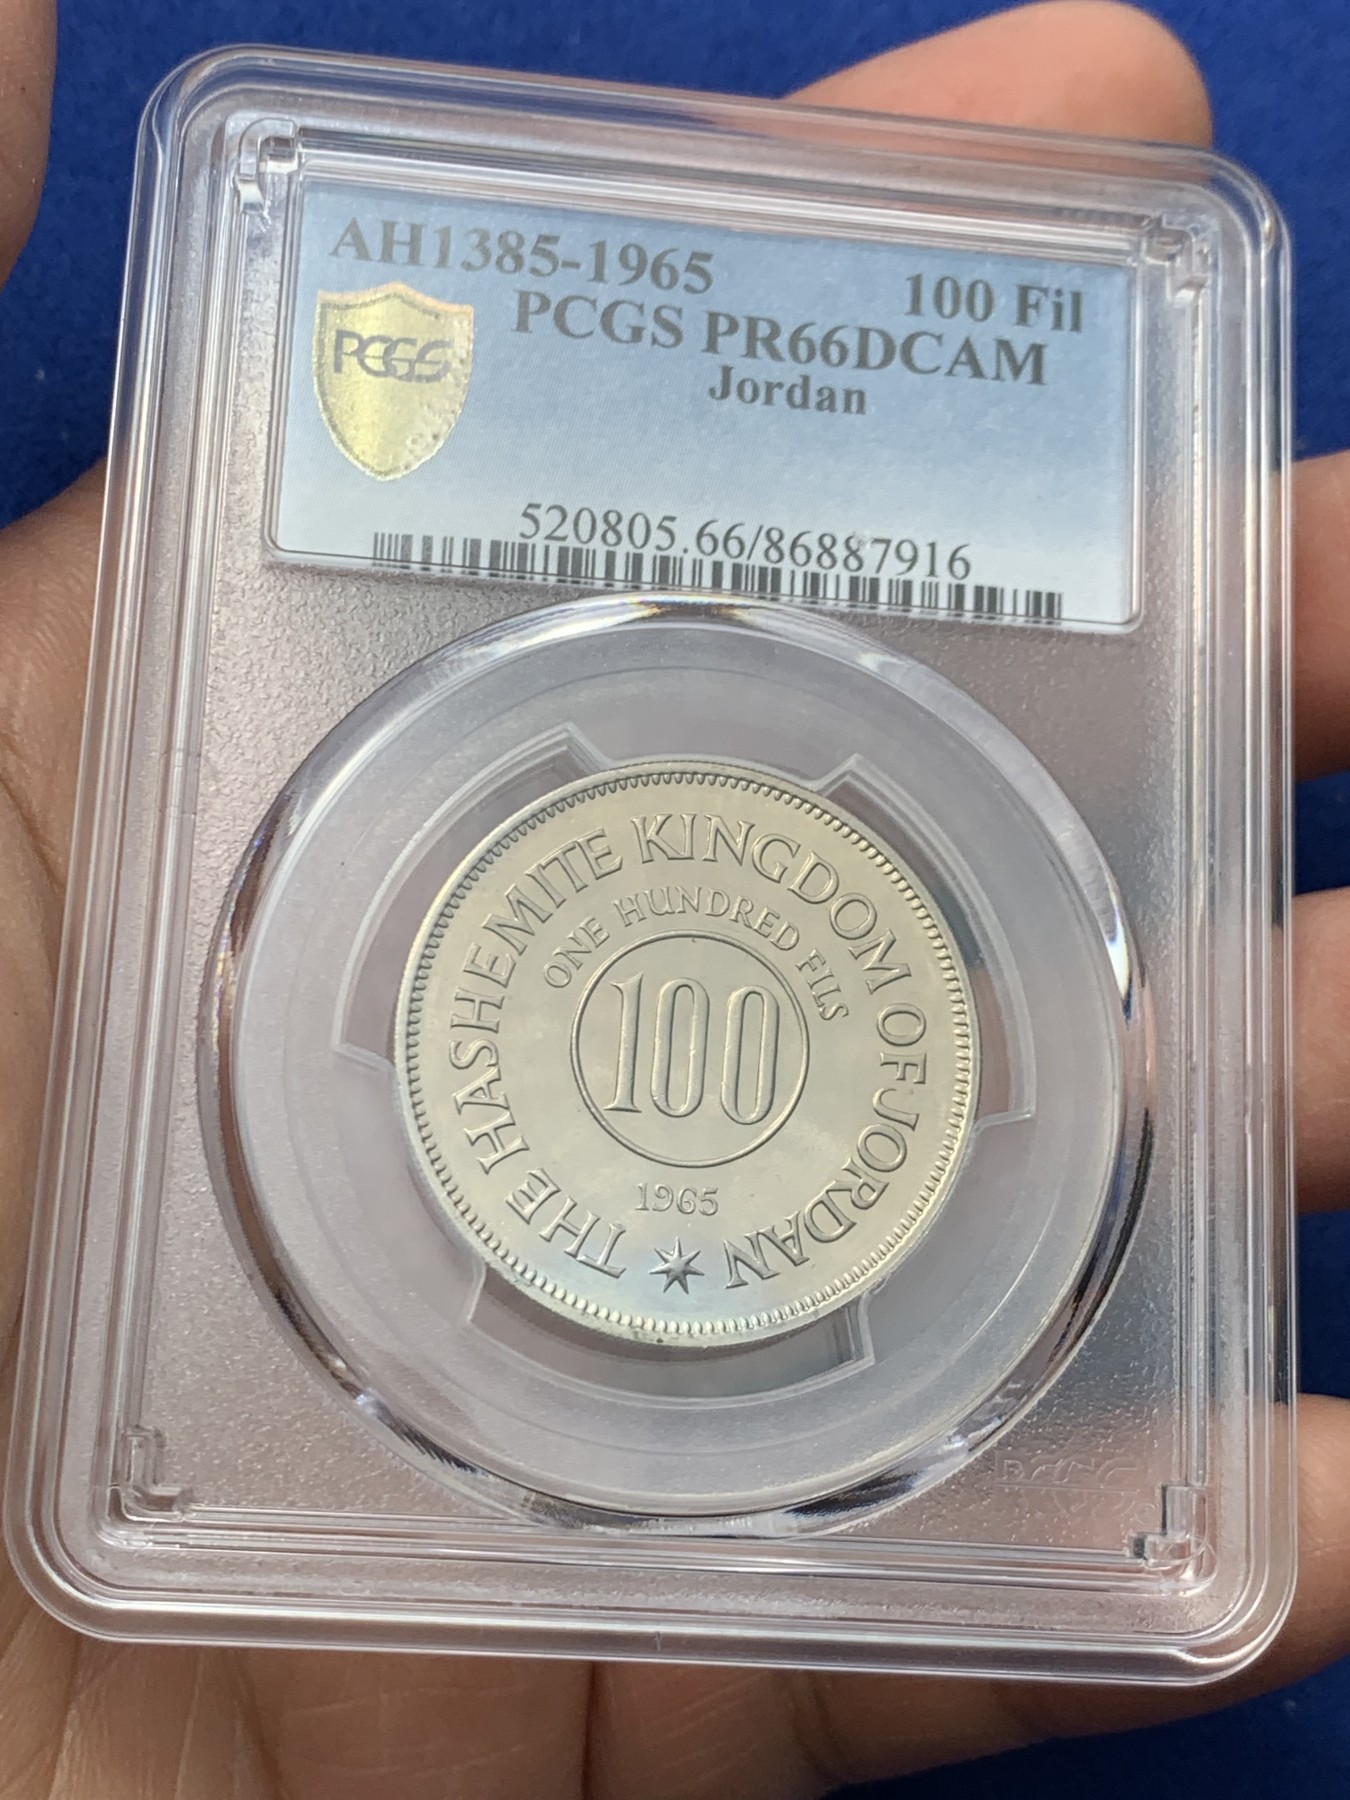 AH1385-1965 100 Fil
PCGS PR66DCAM
Jordan
PCGS
520805.66/86887916
THE HASHEMITE KINGDOM OF JORDAN
ONE HUNDRED FILS
100
1965
PCGS